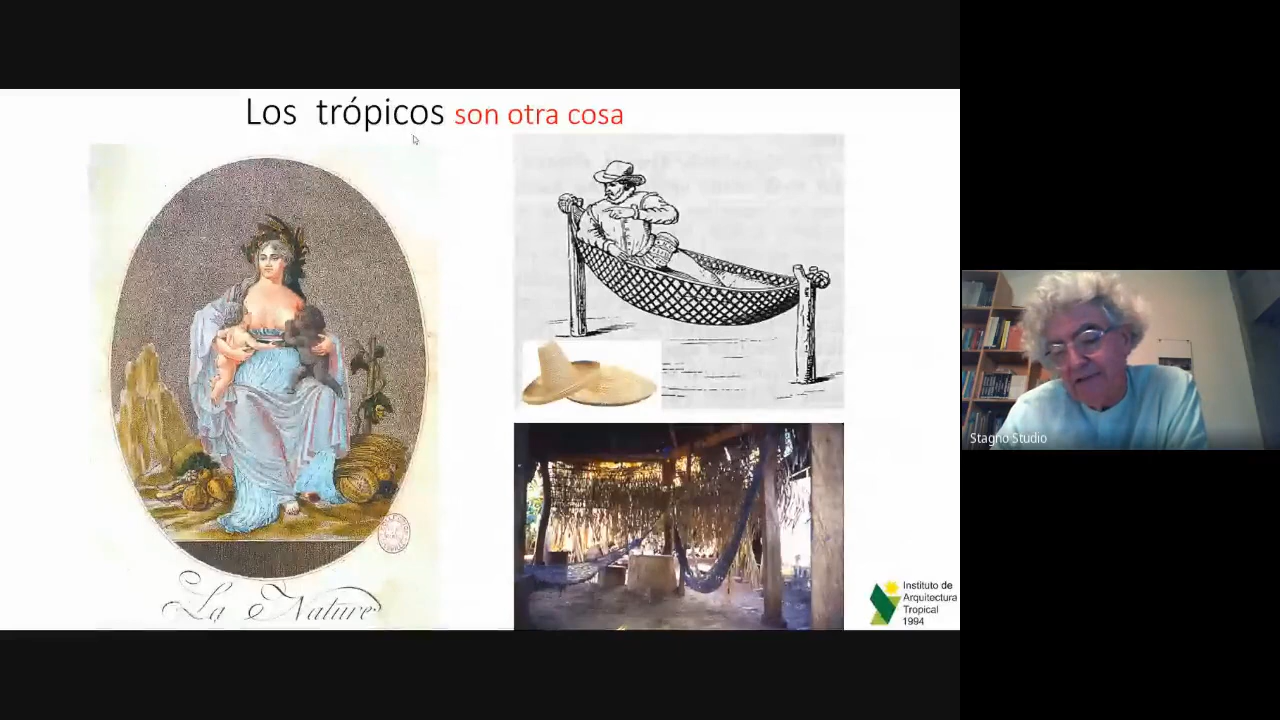 Los trópicos son otra cosa
La Nature
Instituto de
Arquitectura
Tropical
1994
Stagno Studio